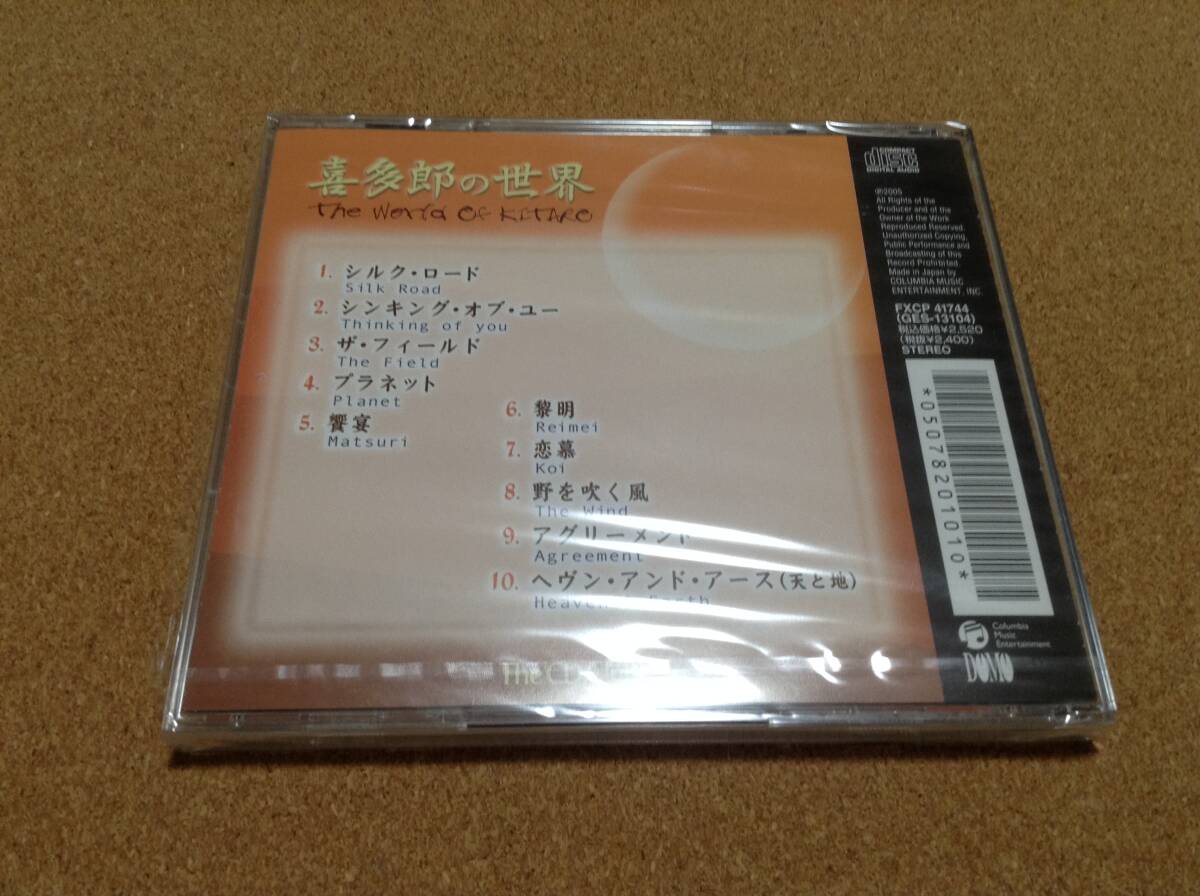 喜多郎の世界
The World Of KITARO
1. シルク・ロード
Silk Road
2. シンキング・オブ・ユー
Thinking of you
3. ザ・フィールド
The Field
4. プラネット
Planet
5. 饗宴
Matsuri
6. 黎明
Reimei
7. 恋慕
Koi
8. 野を吹く風
The Wind
9. アグリーメント
Agreement
10. ヘヴン・アンド・アース(天と地)
Heaven Earth
The
COMPACT
disc
DIGITAL AUDIO
℗2005
All Rights of the
Producer and of the
Owner of the Work
Reproduced Reserved.
Unauthorized Copying,
Public Performance and
Broadcasting of this
Record Prohibited.
Made in Japan by
COLUMBIA MUSIC
ENTERTAINMENT, INC.
FXCP 41744
(GES-13104)
税込価格¥2,520
(税抜¥2,400)
STEREO
*0507820101010*
Columbia
Music
Entertainment
DOMO